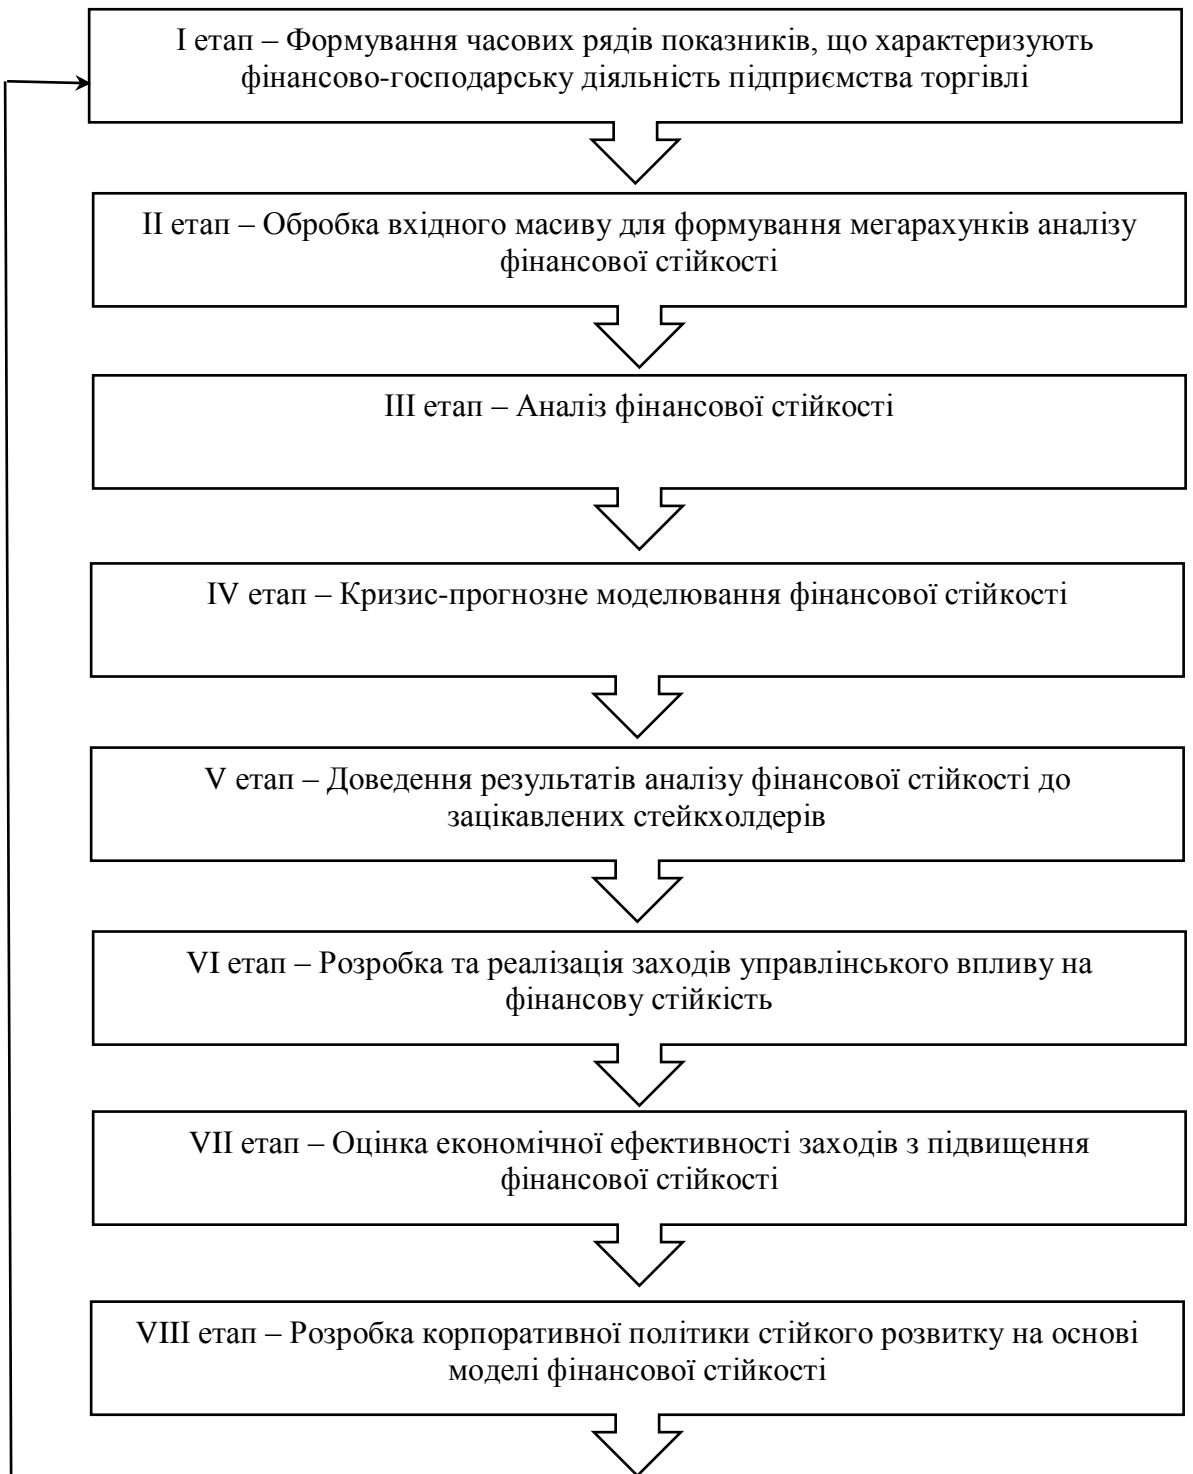 І етап – Формування часових рядів показників, що характеризують
фінансово-господарську діяльність підприємства торгівлі
ІІ етап – Обробка вхідного масиву для формування мегарахунків аналізу
фінансової стійкості
ІІІ етап – Аналіз фінансової стійкості
IV етап – Кризис-прогнозне моделювання фінансової стійкості
V етап – Доведення результатів аналізу фінансової стійкості до
зацікавлених стейкхолдерів
VI етап – Розробка та реалізація заходів управлінського впливу на
фінансову стійкість
VII етап – Оцінка економічної ефективності заходів з підвищення
фінансової стійкості
VIII етап – Розробка корпоративної політики стійкого розвитку на основі
моделі фінансової стійкості